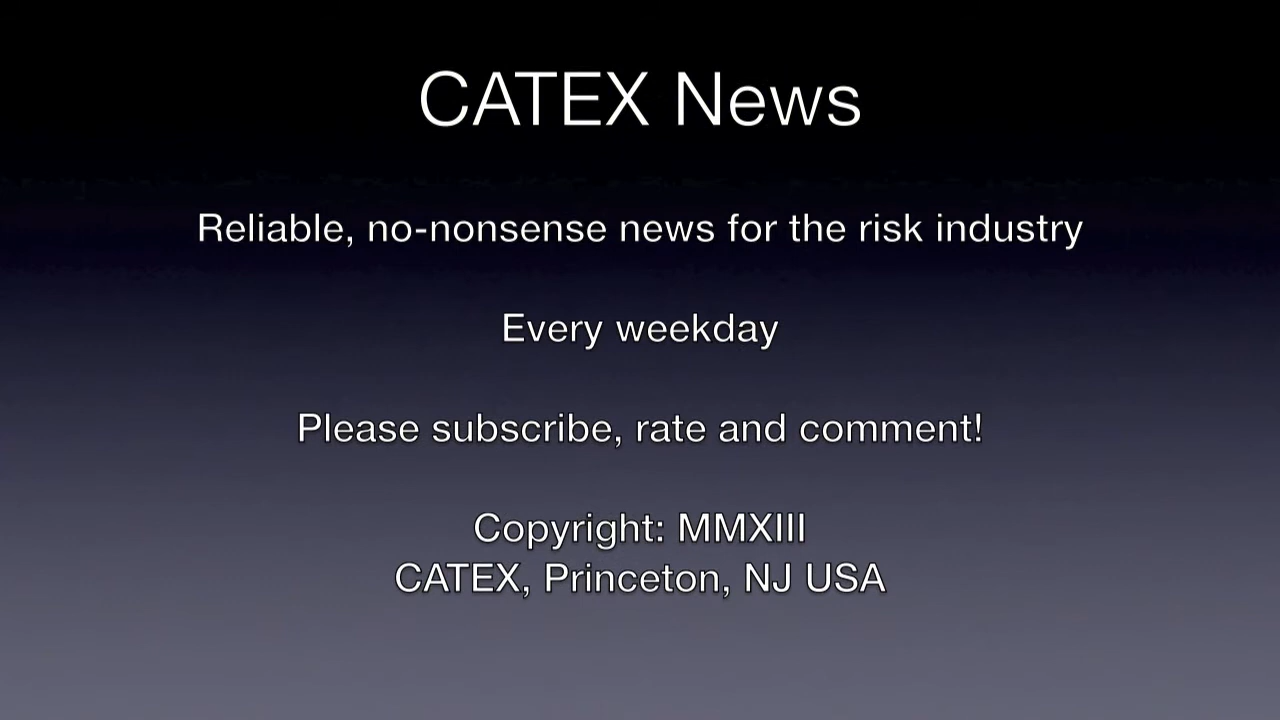 CATEX News
Reliable, no-nonsense news for the risk industry
Every weekday
Please subscribe, rate and comment!
Copyright: MMXIII
CATEX, Princeton, NJ USA